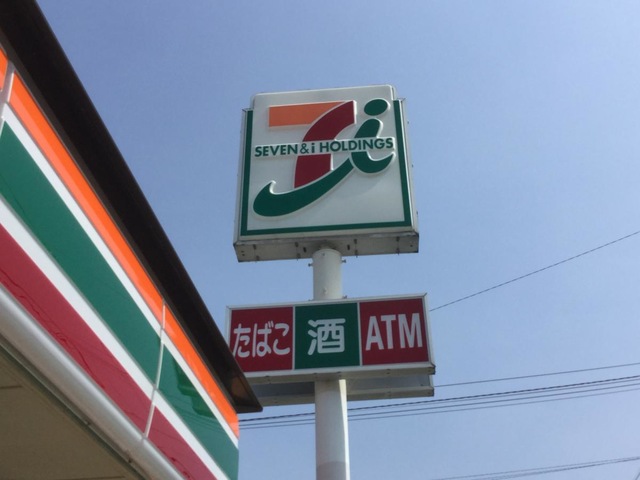 SEVEN & i HOLDINGS
たばこ 酒 ATM